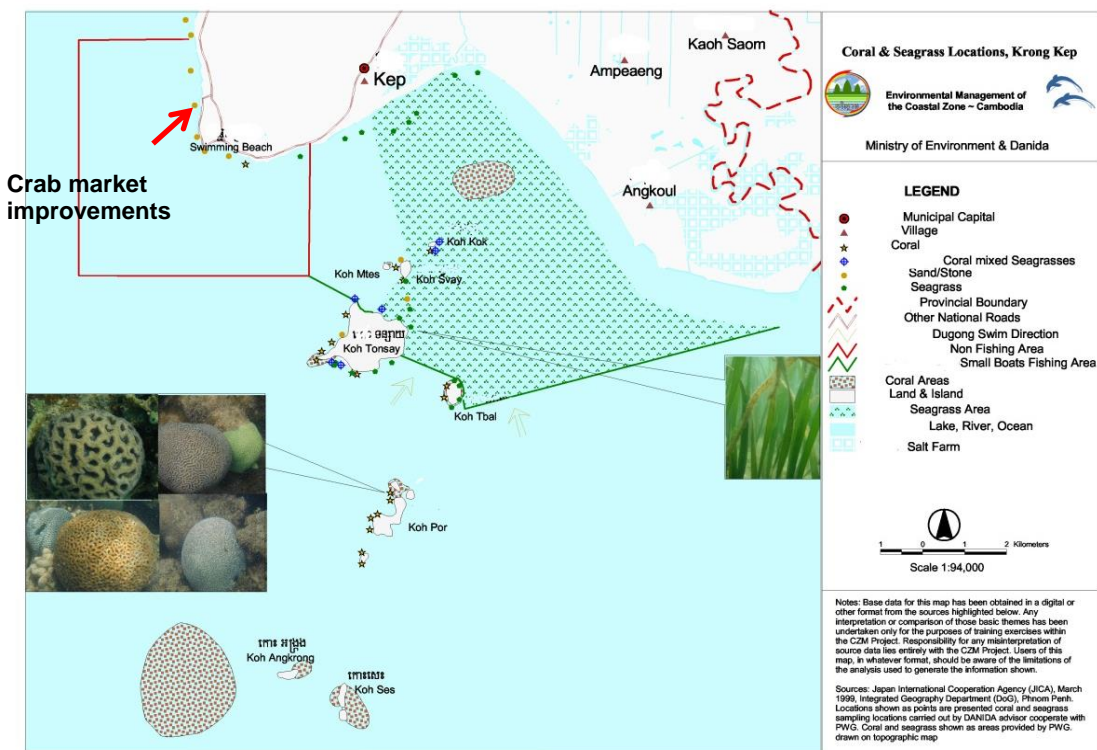 Crab market
improvements
Kep
Swimming Beach
Ampeaeng
Kaoh Saom
Angkoul
Koh Kok
Koh Mtes
Koh Svay
Koh Tonsay
Koh Tbal
Koh Por
កោះ អង្រ្កង
Koh Angkrong
កោះសេះ
Koh Ses
Coral & Seagrass Locations, Krong Kep
Environmental Management of
the Coastal Zone ~ Cambodia
Ministry of Environment & Danida
LEGEND
Municipal Capital
Village
Coral
Coral mixed Seagrasses
Sand/Stone
Seagrass
Provincial Boundary
Other National Roads
Dugong Swim Direction
Non Fishing Area
Small Boats Fishing Area
Coral Areas
Land & Island
Seagrass Area
Lake, River, Ocean
Salt Farm
1 0 1 2 Kilometers
Scale 1:94,000
Notes: Base data for this map has been obtained in a digital or
other format from the sources highlighted below. Any
interpretation or comparison of those basic themes has been
undertaken only for the purposes of training exercises within
the CZM Project. Responsibility for any misinterpretation of
source data lies entirely with the CZM Project. Users of this
map, in whatever format, should be aware of the limitations of
the analysis used to generate the information shown.
Sources: Japan International Cooperation Agency (JICA), March
1999, Integrated Geography Department (DoG), Phnom Penh.
Locations shown as points are presented coral and seagrass
sampling locations carried out by DANIDA advisor cooperate with
PWG. Coral and seagrass shown as areas provided by PWG.
drawn on topographic map